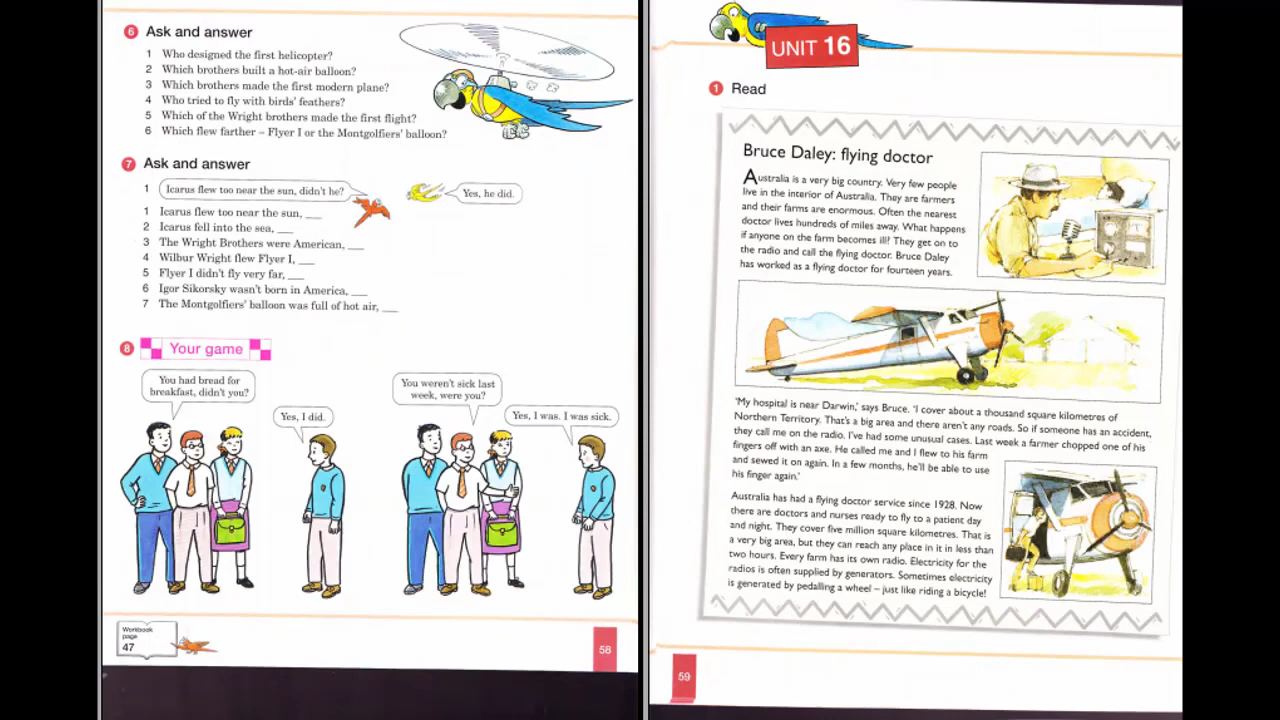 6 Ask and answer
1 Who designed the first helicopter?
2 Which brothers built a hot-air balloon?
3 Which brothers made the first modern plane?
4 Who tried to fly with birds' feathers?
5 Which of the Wright brothers made the first flight?
6 Which flew farther – Flyer I or the Montgolfiers' balloon?
7 Ask and answer
1 Icarus flew too near the sun, didn't he?
Yes, he did.
1 Icarus flew too near the sun, ___
2 Icarus fell into the sea, ___
3 The Wright Brothers were American, ___
4 Wilbur Wright flew Flyer I, ___
5 Flyer I didn't fly very far, ___
6 Igor Sikorsky wasn't born in America, ___
7 The Montgolfiers' balloon was full of hot air, ___
8 Your game
You had bread for
breakfast, didn't you?
Yes, I did.
You weren't sick last
week, were you?
Yes, I was. I was sick.
Workbook
page
47
58
UNIT 16
1 Read
Bruce Daley: flying doctor
Australia is a very big country. Very few people
live in the interior of Australia. They are farmers
and their farms are enormous. Often the nearest
doctor lives hundreds of miles away. What happens
if anyone on the farm becomes ill? They get on to
the radio and call the flying doctor. Bruce Daley
has worked as a flying doctor for fourteen years.
'My hospital is near Darwin,' says Bruce. 'I cover about a thousand square kilometres of
Northern Territory. That's a big area and there aren't any roads. So if someone has an accident,
they call me on the radio. I've had some unusual cases. Last week a farmer chopped one of his
fingers off with an axe. He called me and I flew to his farm
and sewed it on again. In a few months, he'll be able to use
his finger again.'
Australia has had a flying doctor service since 1928. Now
there are doctors and nurses ready to fly to a patient day
and night. They cover five million square kilometres. That is
a very big area, but they can reach any place in it in less than
two hours. Every farm has its own radio. Electricity for the
radios is often supplied by generators. Sometimes electricity
is generated by pedalling a wheel – just like riding a bicycle!
59